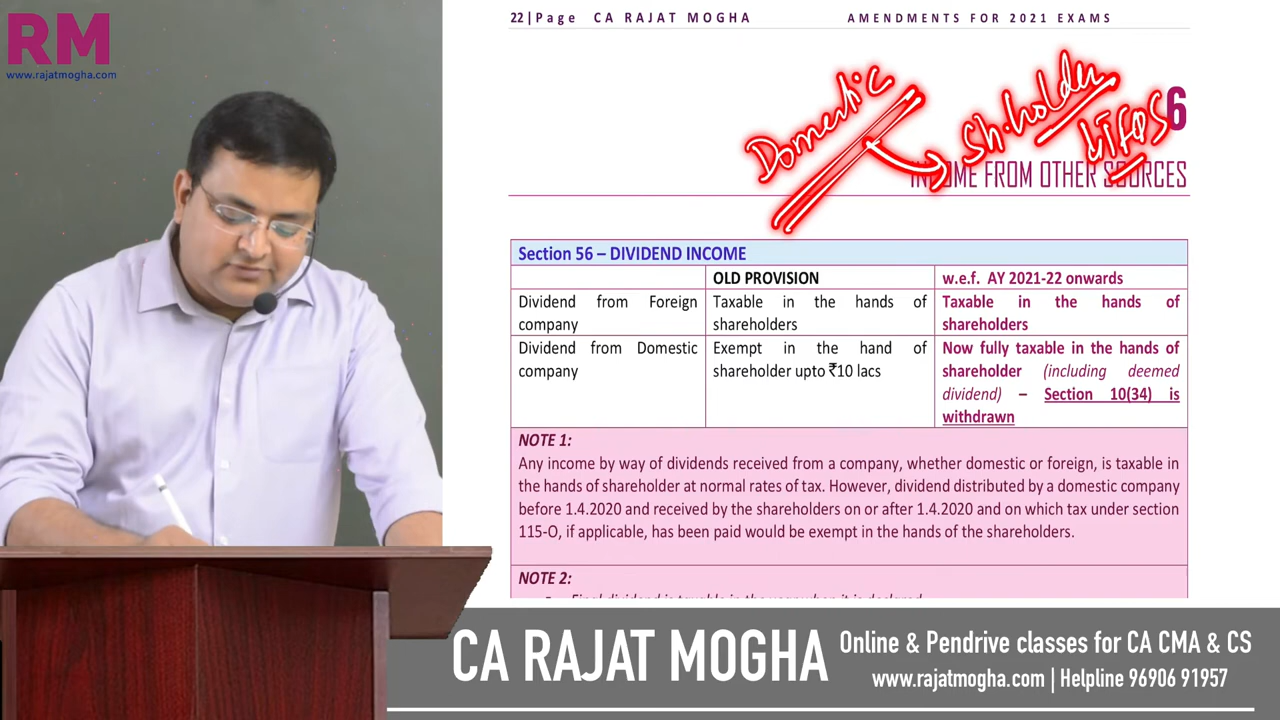 RM
www.rajatmogha.com
22|Page CA RAJAT MOGHA AMENDMENTS FOR 2021 EXAMS
Domestic
Sh.holder
6
INCOME FROM OTHER SOURCES
Section 56 – DIVIDEND INCOME
OLD PROVISION w.e.f. AY 2021-22 onwards
Dividend from Foreign Taxable in the hands of Taxable in the hands of
company shareholders shareholders
Dividend from Domestic Exempt in the hand of Now fully taxable in the hands of
company shareholder upto ₹10 lacs shareholder (including deemed
dividend) – Section 10(34) is
withdrawn
NOTE 1:
Any income by way of dividends received from a company, whether domestic or foreign, is taxable in
the hands of shareholder at normal rates of tax. However, dividend distributed by a domestic company
before 1.4.2020 and received by the shareholders on or after 1.4.2020 and on which tax under section
115-O, if applicable, has been paid would be exempt in the hands of the shareholders.
NOTE 2:
CA RAJAT MOGHA
Online & Pendrive classes for CA CMA & CS
www.rajatmogha.com | Helpline 96906 91957